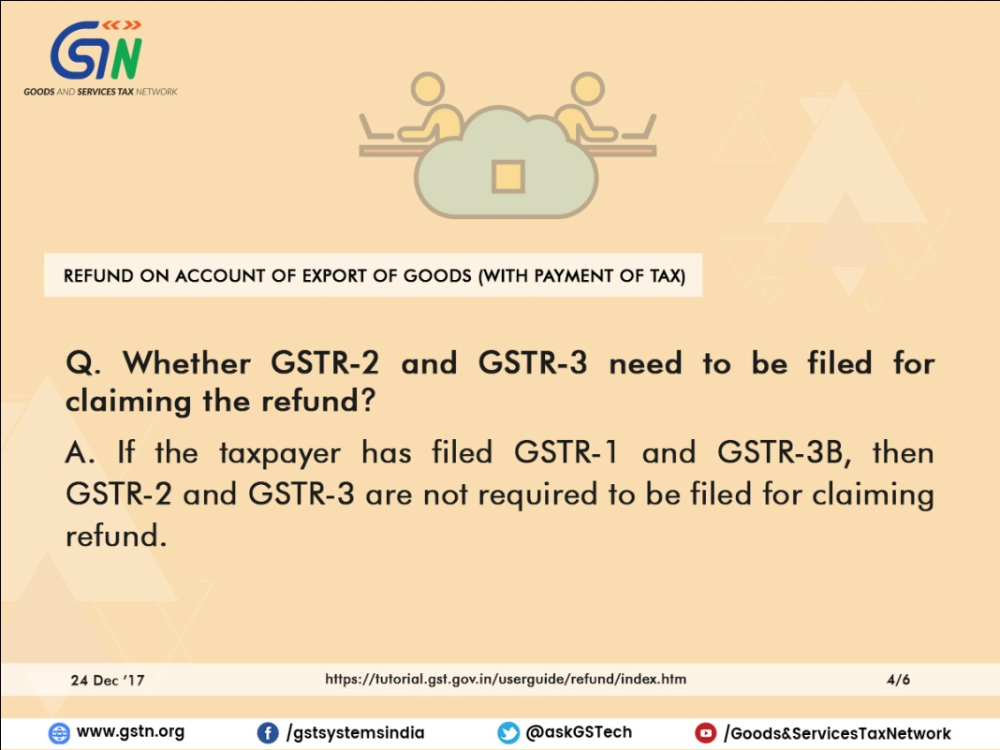 GSTN
GOODS AND SERVICES TAX NETWORK
REFUND ON ACCOUNT OF EXPORT OF GOODS (WITH PAYMENT OF TAX)
Q. Whether GSTR-2 and GSTR-3 need to be filed for
claiming the refund?
A. If the taxpayer has filed GSTR-1 and GSTR-3B, then
GSTR-2 and GSTR-3 are not required to be filed for claiming
refund.
24 Dec '17 https://tutorial.gst.gov.in/userguide/refund/index.htm 4/6
www.gstn.org /gstsystemsindia @askGSTech /Goods&ServicesTaxNetwork